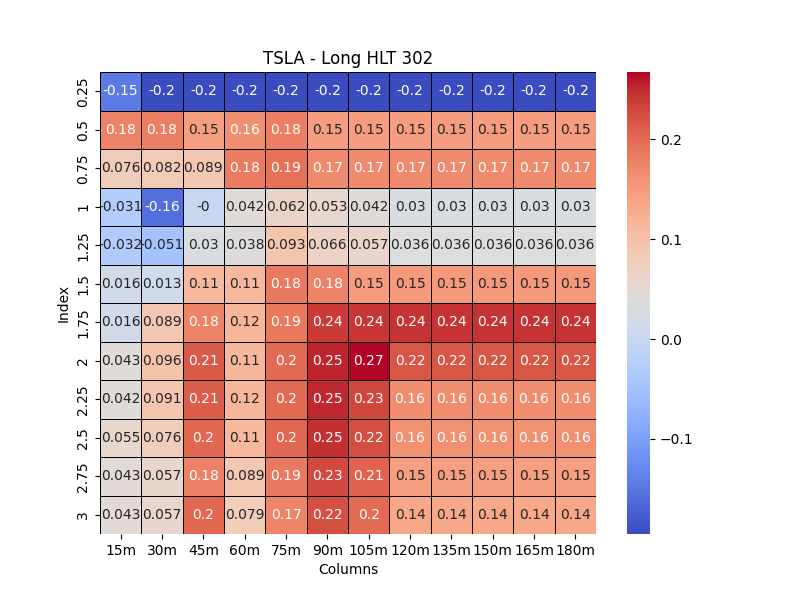 TSLA - Long HLT 302
0.25 -0.15 -0.2 -0.2 -0.2 -0.2 -0.2 -0.2 -0.2 -0.2 -0.2 -0.2 -0.2
0.5 0.18 0.18 0.15 0.16 0.18 0.15 0.15 0.15 0.15 0.15 0.15 0.15
0.75 0.076 0.082 0.089 0.18 0.19 0.17 0.17 0.17 0.17 0.17 0.17 0.17
1 -0.031 -0.16 -0 0.042 0.062 0.053 0.042 0.03 0.03 0.03 0.03 0.03
1.25 -0.032 -0.051 0.03 0.038 0.093 0.066 0.057 0.036 0.036 0.036 0.036 0.036
1.5 0.016 0.013 0.11 0.11 0.18 0.18 0.15 0.15 0.15 0.15 0.15 0.15
1.75 0.016 0.089 0.18 0.12 0.19 0.24 0.24 0.24 0.24 0.24 0.24 0.24
2 0.043 0.096 0.21 0.11 0.2 0.25 0.27 0.22 0.22 0.22 0.22 0.22
2.25 0.042 0.091 0.21 0.12 0.2 0.25 0.23 0.16 0.16 0.16 0.16 0.16
2.5 0.055 0.076 0.2 0.11 0.2 0.25 0.22 0.16 0.16 0.16 0.16 0.16
2.75 0.043 0.057 0.18 0.089 0.19 0.23 0.21 0.15 0.15 0.15 0.15 0.15
3 0.043 0.057 0.2 0.079 0.17 0.22 0.2 0.14 0.14 0.14 0.14 0.14
15m 30m 45m 60m 75m 90m 105m 120m 135m 150m 165m 180m
Columns
Index
0.2
0.1
0.0
−0.1